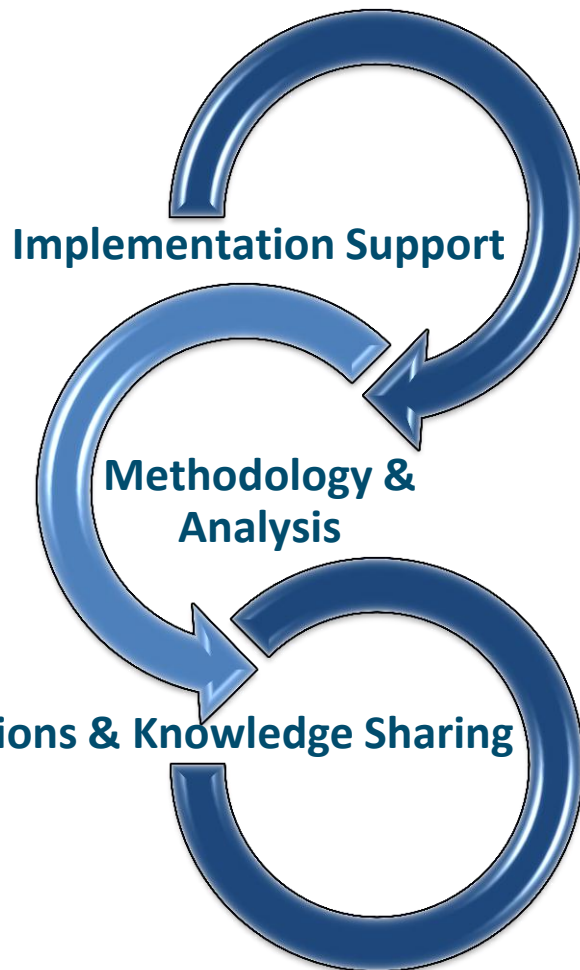 Implementation Support
Methodology &
Analysis
ions & Knowledge Sharing